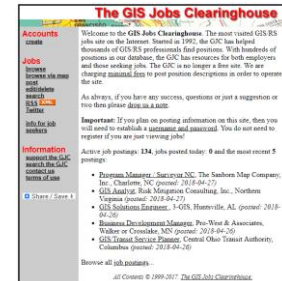 The GIS Jobs Clearinghouse
Accounts
create
Jobs
browse
browse via map
post
edit/delete
search
RSS XML
Twitter
info for job
seekers
Information
support the GJC
search the GJC
contact us
terms of use
Share / Save
Welcome to the GIS Jobs Clearinghouse. The most visited GIS/RS
jobs site on the Internet. Started in 1992, the GJC has helped
thousands of GIS/RS professionals find positions. With hundreds of
positions in our database, the GJC has resources for both employers
and those seeking jobs. The GJC is no longer a free site. We are
charging minimal fees to post position descriptions in order to operate
the site.
As always, if you have any success, questions or just a suggestion or
two then please drop us a note.
Important: If you plan on posting information on this site, then you
will need to establish a username and password. You do not need to
register if you are just viewing jobs!
Active job postings: 134, jobs posted today: 0 and the most recent 5
postings:
Program Manager / Surveyor NC, The Sanborn Map Company,
Inc., Charlotte, NC (posted: 2018-04-27)
GIS Analyst, Risk Mitigation Consulting, Inc., Northern
Virginia (posted: 2018-04-27)
GIS Solutions Engineer, 3-GIS, Huntsville, AL (posted: 2018-
04-26)
Business Development Manager, Pro-West & Associates,
Walker or Crosslake, MN (posted: 2018-04-26)
GIS/Transit Service Planner, Central Ohio Transit Authority,
Columbus (posted: 2018-04-26)
Browse all job postings...
All Contents © 1999-2017, The GIS Jobs Clearinghouse.